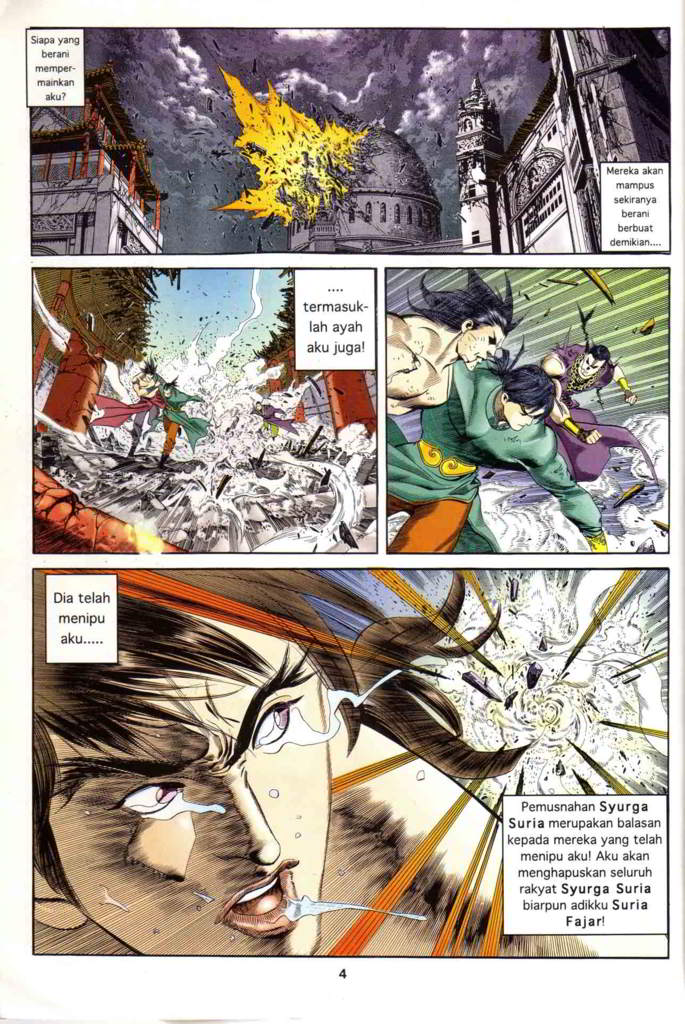 Siapa yang
berani
memper-
mainkan
aku?
Mereka akan
mampus
sekiranya
berani
berbuat
demikian....
....
termasuk-
lah ayah
aku juga!
Dia telah
menipu
aku.....
Pemusnahan Syurga
Suria merupakan balasan
kepada mereka yang telah
menipu aku! Aku akan
menghapuskan seluruh
rakyat Syurga Suria
biarpun adikku Suria
Fajar!
4